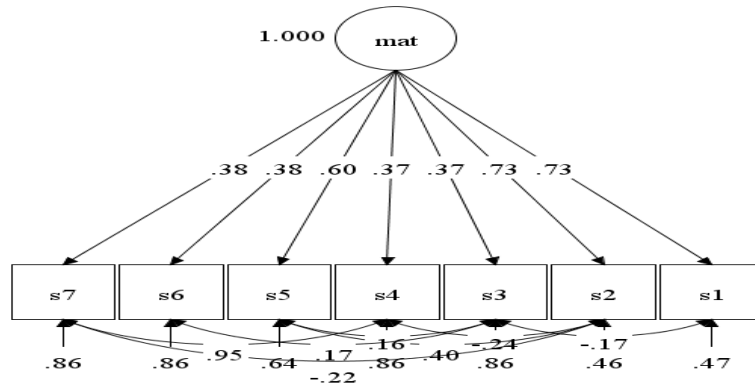 1.000 mat
.38 .38 .60 .37 .37 .73 .73
s7 s6 s5 s4 s3 s2 s1
.16 -.24 -.17
.95 .17 .40
.86 .86 .64 .86 .86 .46 .47
-.22